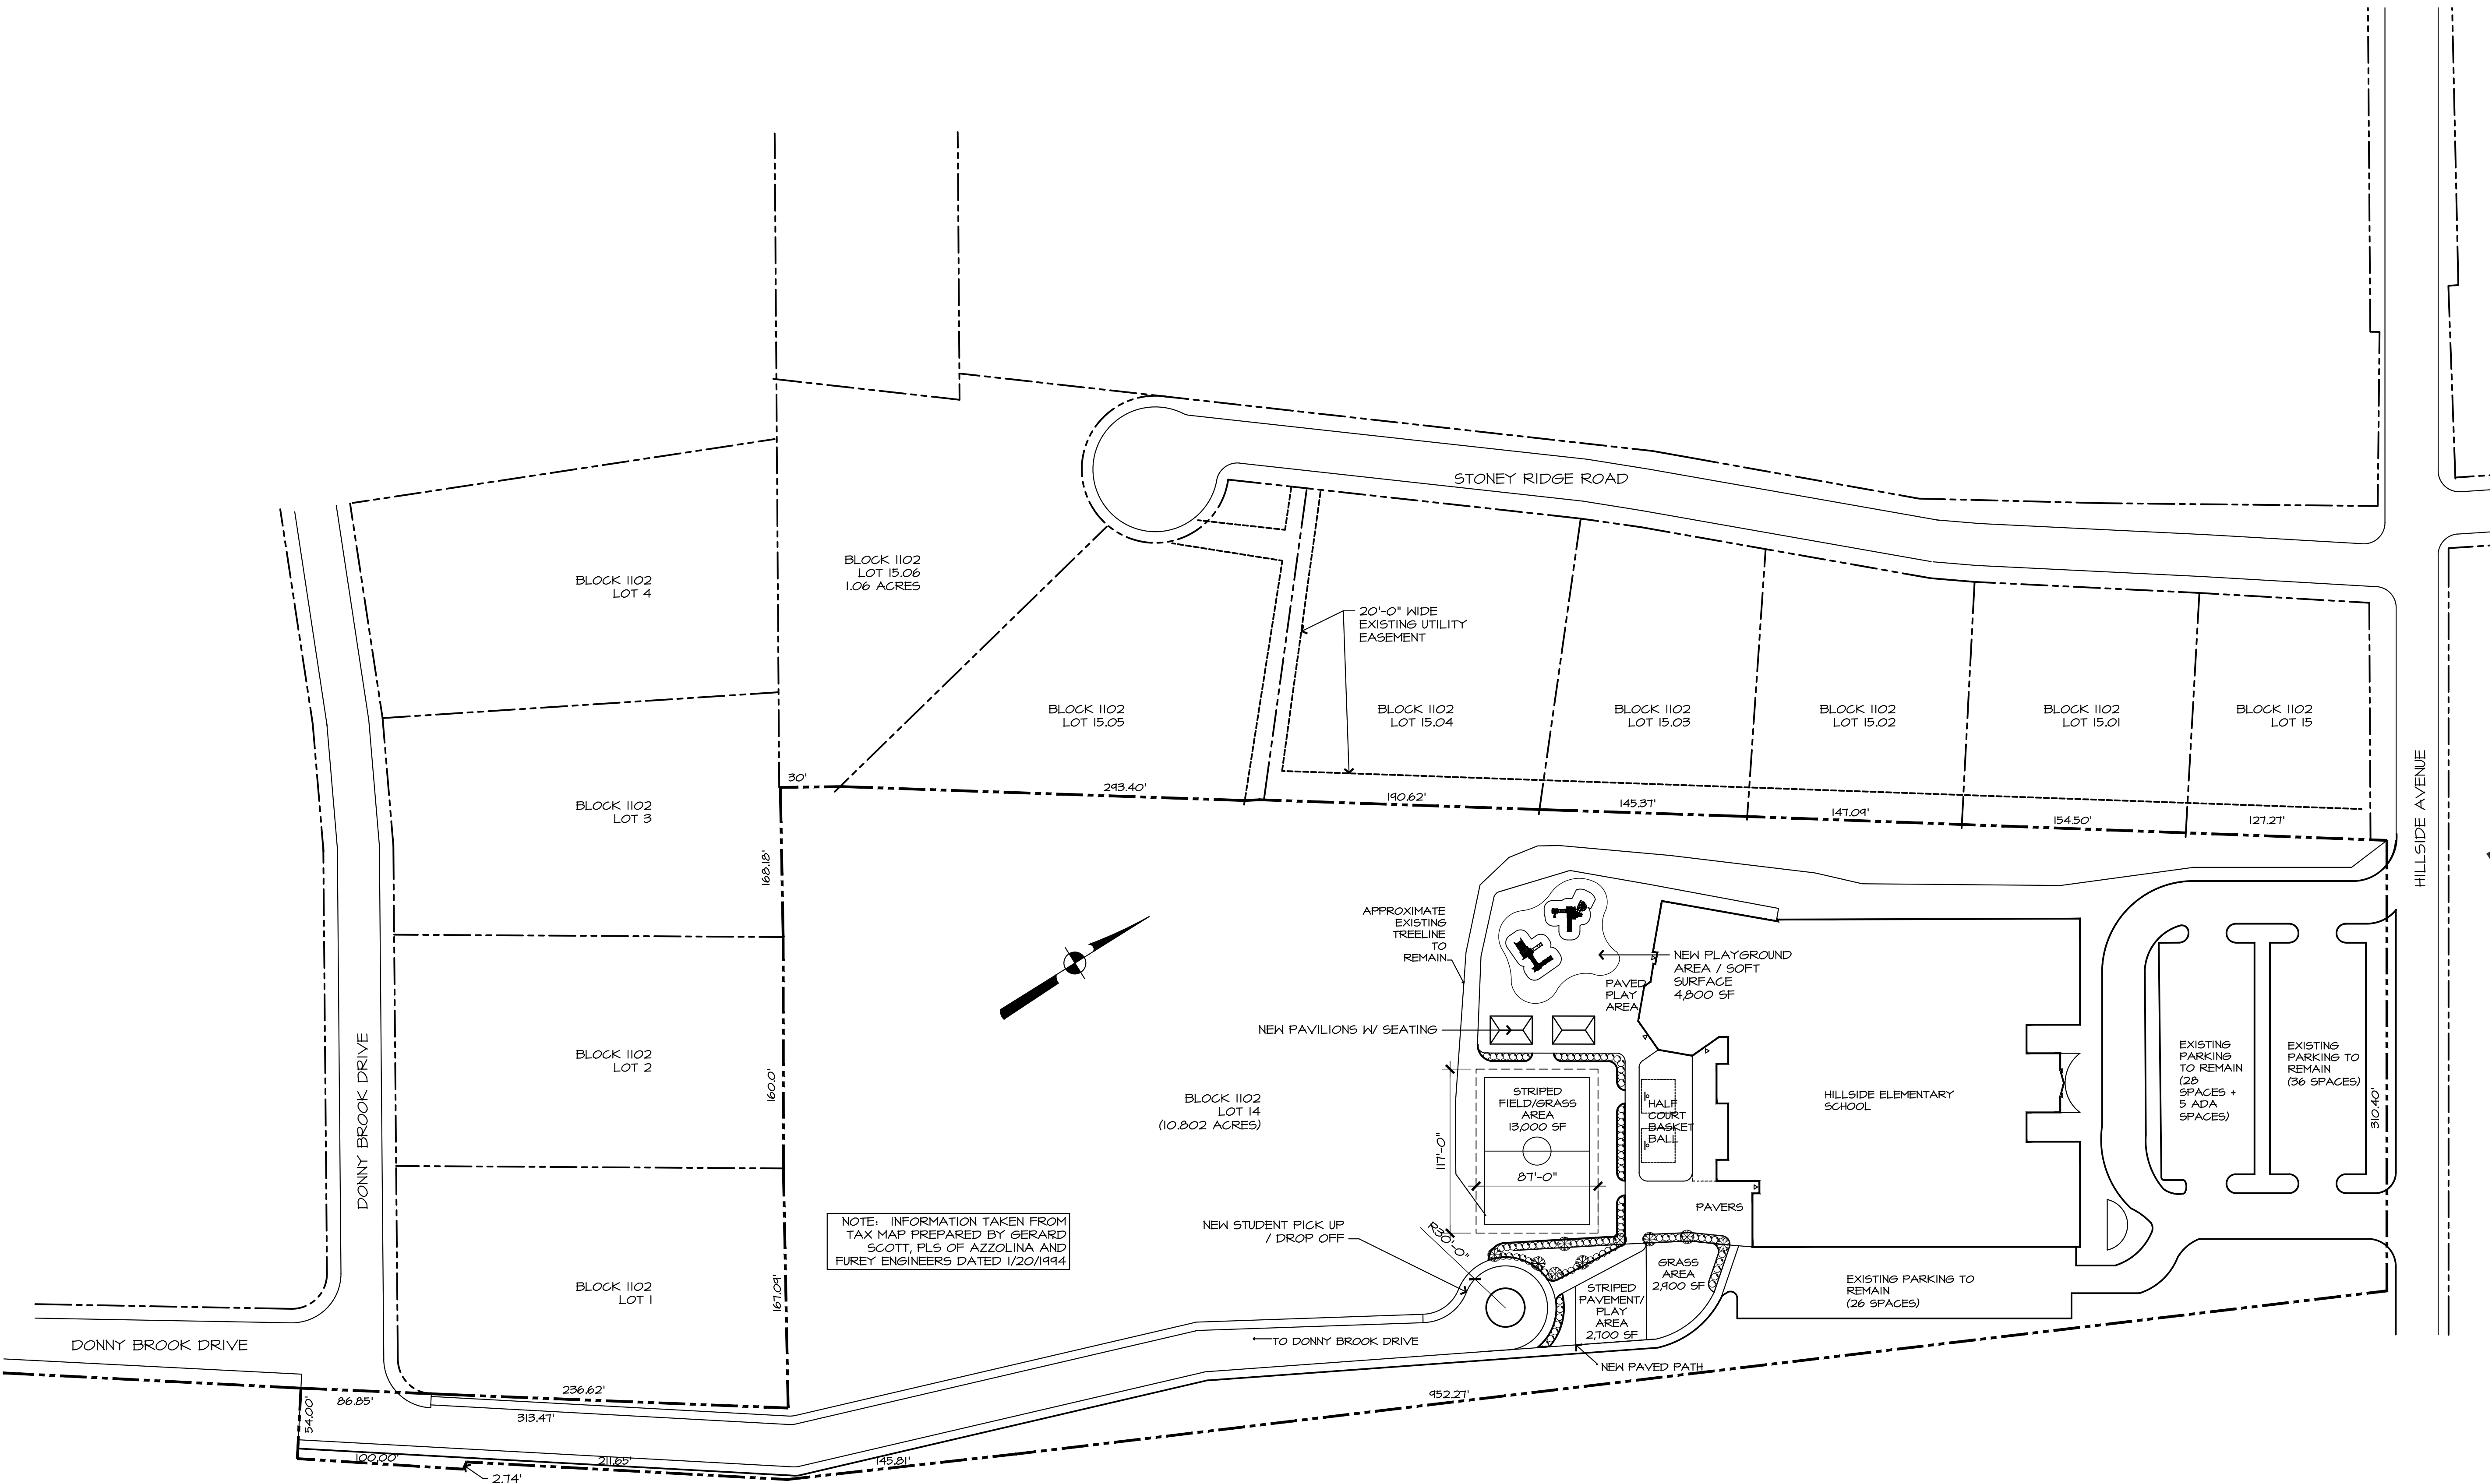 STONEY RIDGE ROAD
BLOCK 1102
LOT 4
BLOCK 1102
LOT 15.06
1.06 ACRES
20'-0" WIDE
EXISTING UTILITY
EASEMENT
BLOCK 1102
LOT 15.05
BLOCK 1102
LOT 15.04
BLOCK 1102
LOT 15.03
BLOCK 1102
LOT 15.02
BLOCK 1102
LOT 15.01
BLOCK 1102
LOT 15
HILLSIDE AVENUE
30'
293.40'
190.62'
145.37'
147.09'
154.50'
127.27'
BLOCK 1102
LOT 3
168.18'
APPROXIMATE
EXISTING
TREELINE
TO
REMAIN
NEW PLAYGROUND
AREA / SOFT
SURFACE
4,800 SF
PAVED
PLAY
AREA
NEW PAVILIONS W/ SEATING
BLOCK 1102
LOT 2
160.0'
DONNY BROOK DRIVE
BLOCK 1102
LOT 14
(10.802 ACRES)
117'-0"
STRIPED
FIELD/GRASS
AREA
13,000 SF
87'-0"
HALF
COURT
BASKET
BALL
HILLSIDE ELEMENTARY
SCHOOL
EXISTING
PARKING
TO REMAIN
(28
SPACES +
5 ADA
SPACES)
EXISTING
PARKING TO
REMAIN
(36 SPACES)
310.40'
PAVERS
NOTE: INFORMATION TAKEN FROM
TAX MAP PREPARED BY GERARD
SCOTT, PLS OF AZZOLINA AND
FUREY ENGINEERS DATED 1/20/1994
NEW STUDENT PICK UP
/ DROP OFF
R30'-0"
GRASS
AREA
2,900 SF
STRIPED
PAVEMENT/
PLAY
AREA
2,700 SF
EXISTING PARKING TO
REMAIN
(26 SPACES)
BLOCK 1102
LOT 1
167.09'
DONNY BROOK DRIVE
TO DONNY BROOK DRIVE
NEW PAVED PATH
236.62'
86.85'
54.00'
313.47'
952.27'
100.00'
211.65'
145.81'
2.74'